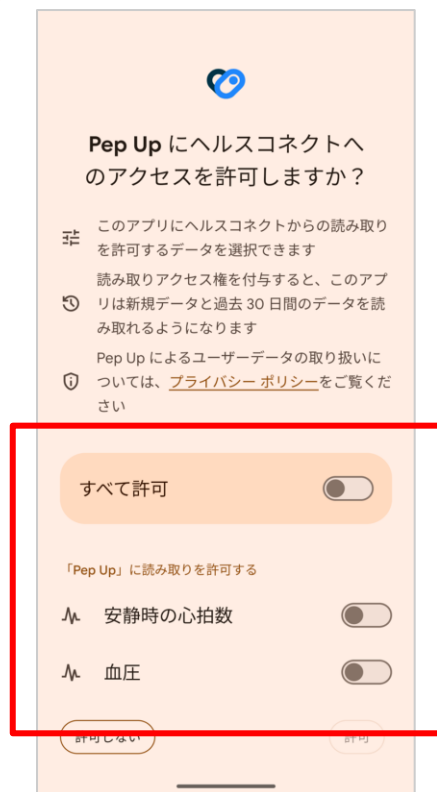 Pep Up にヘルスコネクトへ
のアクセスを許可しますか？
このアプリにヘルスコネクトからの読み取り
を許可するデータを選択できます
読み取りアクセス権を付与すると、このアプ
リは新規データと過去 30 日間のデータを読
み取れるようになります
Pep Up によるユーザーデータの取り扱いに
ついては、プライバシー ポリシーをご覧くだ
さい
すべて許可
「Pep Up」に読み取りを許可する
安静時の心拍数
血圧
許可しない
許可